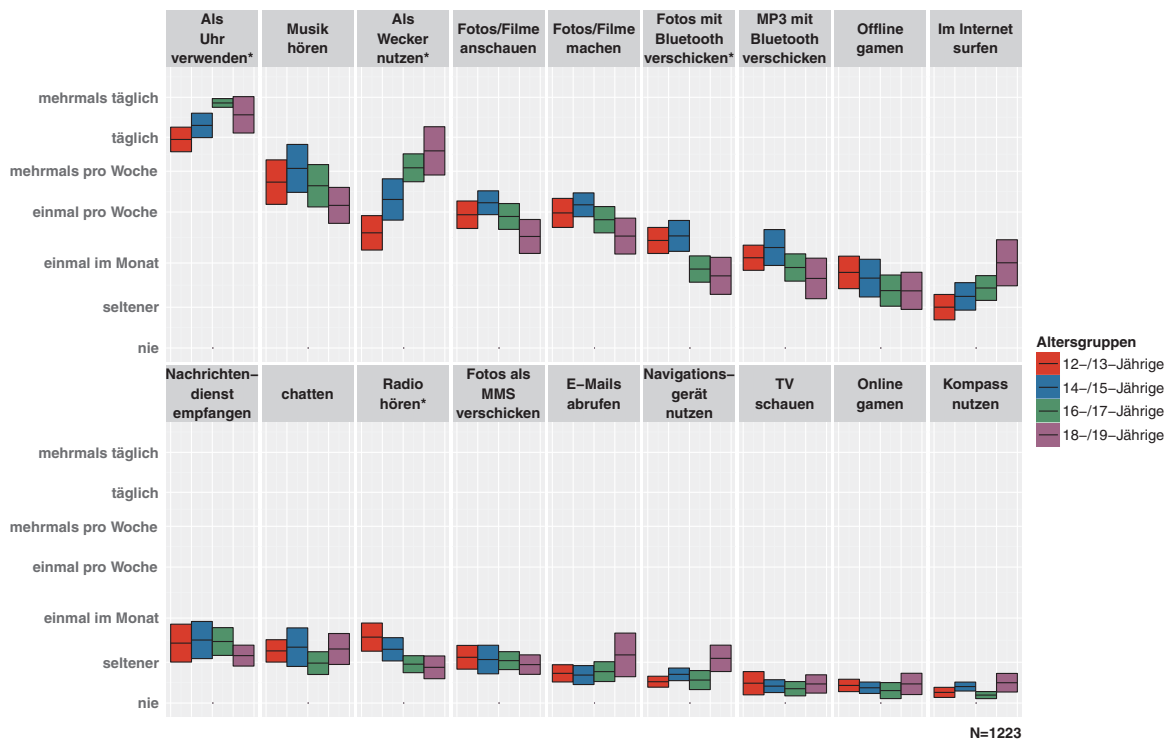 Als
Uhr
verwenden*
Musik
hören
Als
Wecker
nutzen*
Fotos/Filme
anschauen
Fotos/Filme
machen
Fotos mit
Bluetooth
verschicken*
MP3 mit
Bluetooth
verschicken
Offline
gamen
Im Internet
surfen
mehrmals täglich
täglich
mehrmals pro Woche
einmal pro Woche
einmal im Monat
seltener
nie
Nachrichten–
dienst
empfangen
chatten
Radio
hören*
Fotos als
MMS
verschicken
E–Mails
abrufen
Navigations–
gerät
nutzen
TV
schauen
Online
gamen
Kompass
nutzen
mehrmals täglich
täglich
mehrmals pro Woche
einmal pro Woche
einmal im Monat
seltener
nie
Altersgruppen
12–/13–Jährige
14–/15–Jährige
16–/17–Jährige
18–/19–Jährige
N=1223